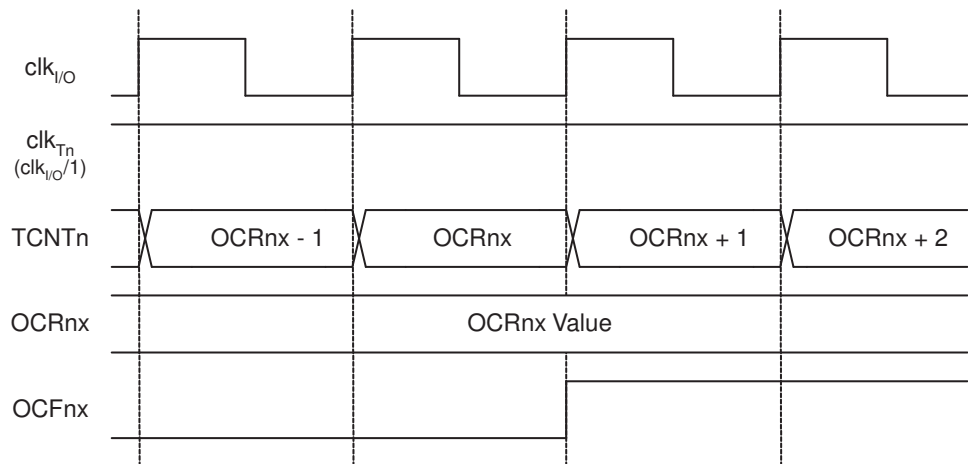 clkI/O
clkTn
(clkI/O/1)
TCNTn
OCRnx - 1
OCRnx
OCRnx + 1
OCRnx + 2
OCRnx
OCRnx Value
OCFnx